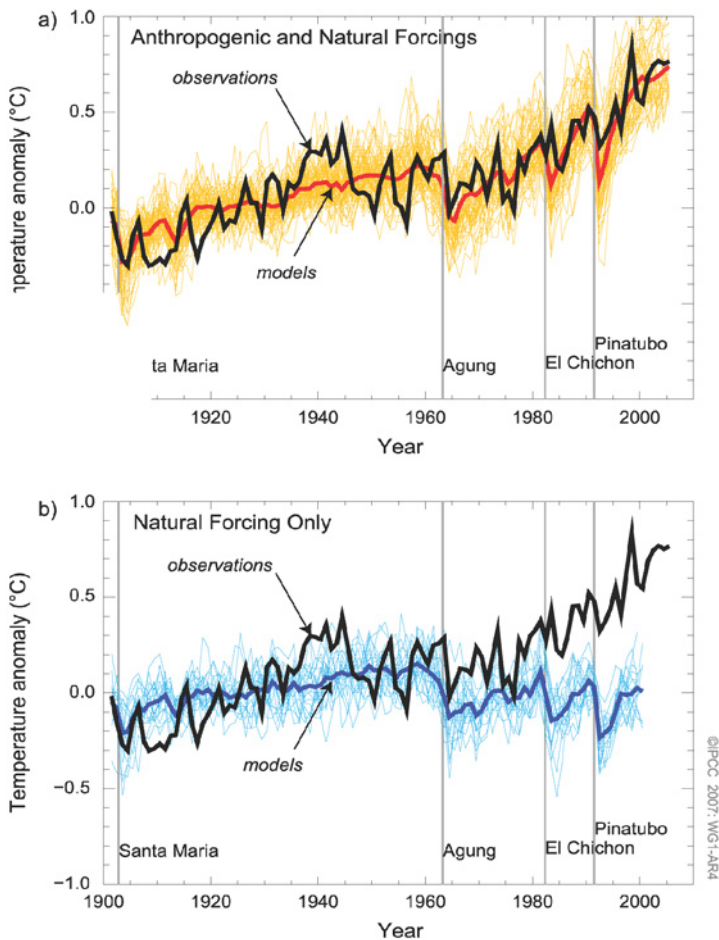 a)
1.0
Anthropogenic and Natural Forcings
observations
0.5
nperature anomaly (°C)
0.0
models
Pinatubo
ta Maria
Agung
El Chichon
1920
1940
1960
1980
2000
Year
b)
1.0
Natural Forcing Only
observations
0.5
Temperature anomaly (°C)
0.0
models
−0.5
Pinatubo
Santa Maria
Agung
El Chichon
−1.0
1900
1920
1940
1960
1980
2000
Year
©IPCC 2007: WG1-AR4